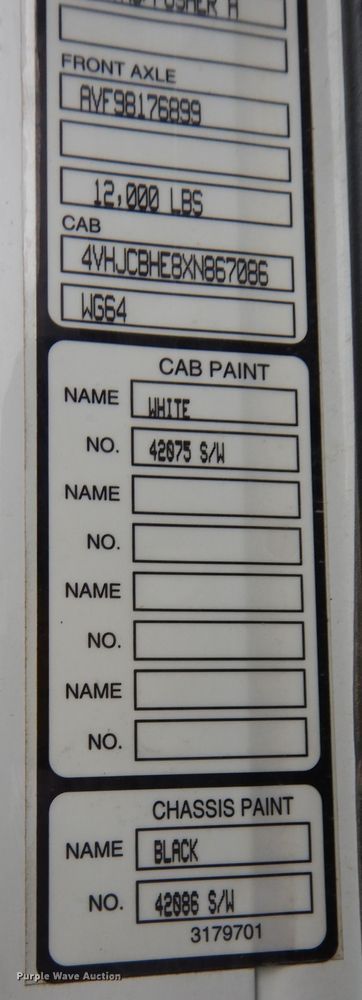 FRONT AXLE
AVF98176899
12,000 LBS
CAB
4VHJCBHE8XN867086
WG64
CAB PAINT
NAME WHITE
NO. 42075 S/W
NAME
NO.
NAME
NO.
NAME
NO.
CHASSIS PAINT
NAME BLACK
NO. 42086 S/W
3179701
Purple Wave Auction